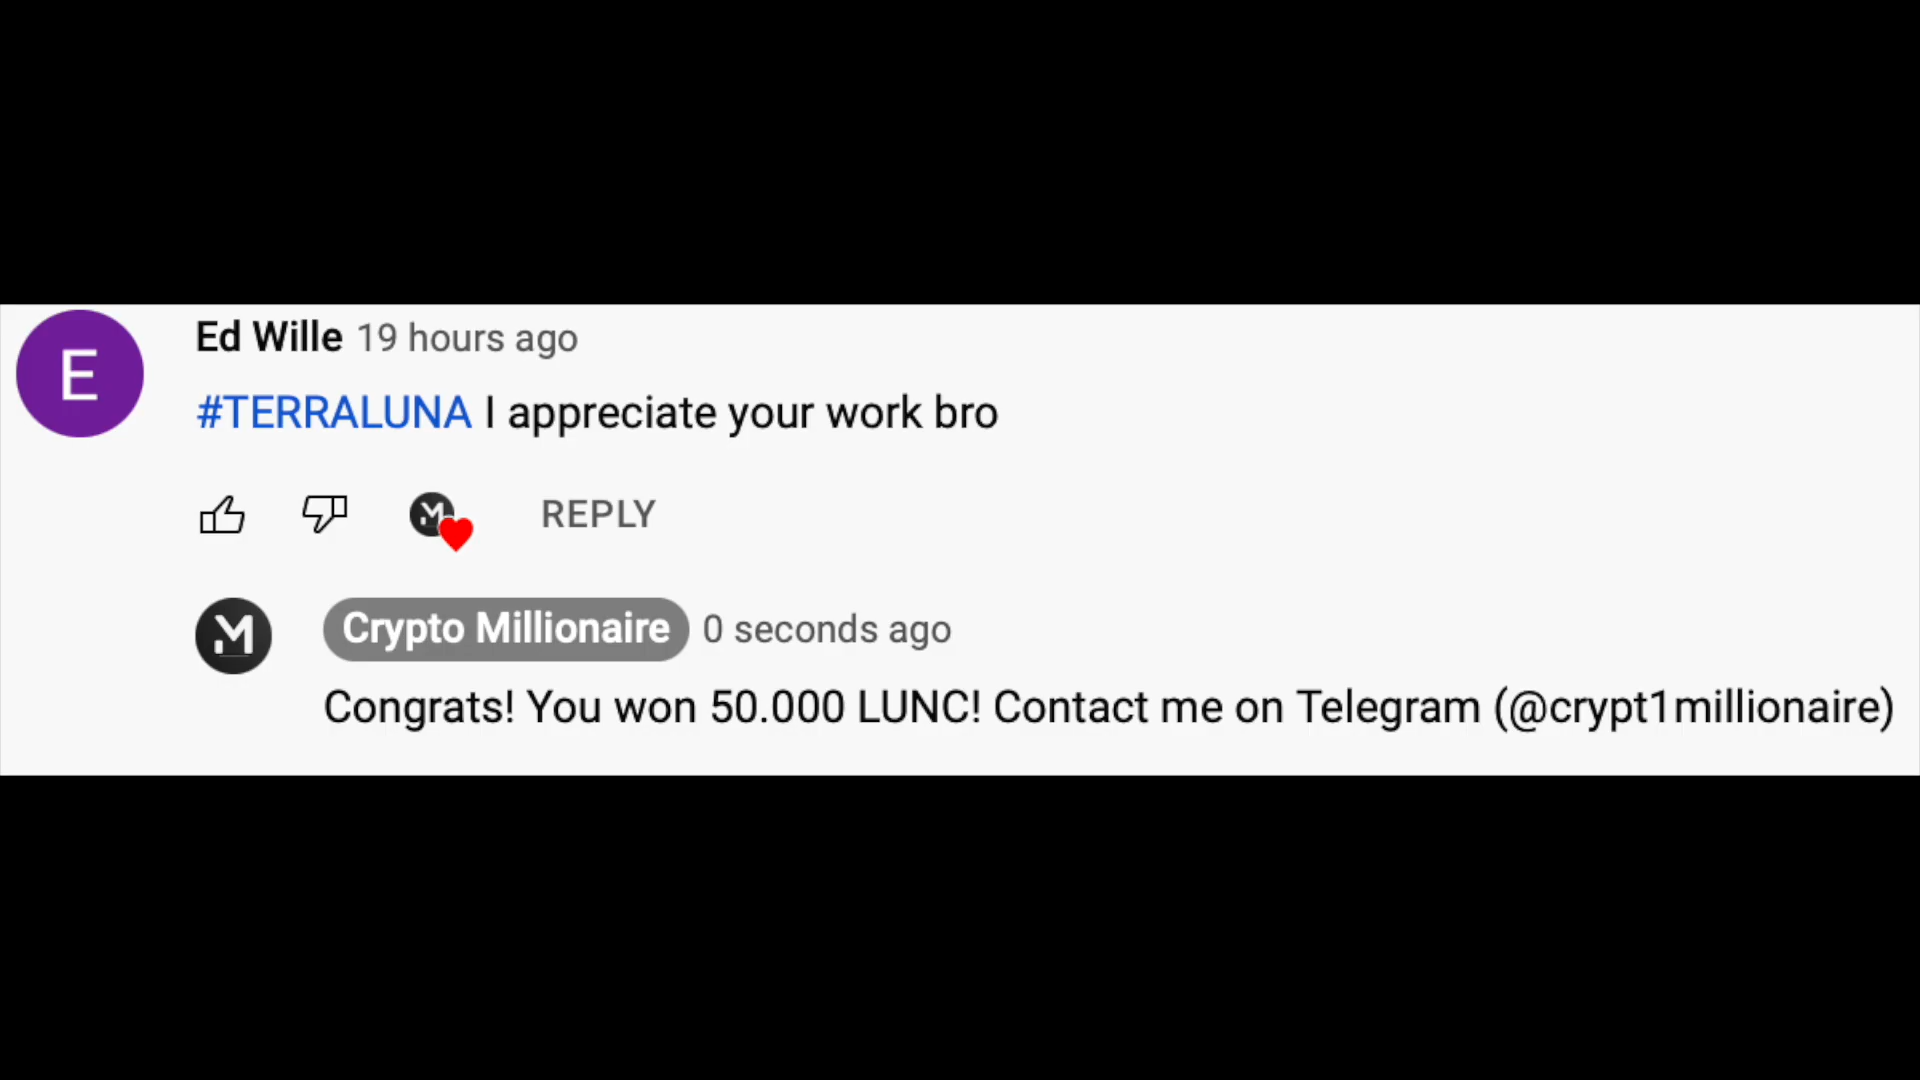 E
Ed Wille 19 hours ago
#TERRALUNA I appreciate your work bro
M
REPLY
M
Crypto Millionaire 0 seconds ago
Congrats! You won 50.000 LUNC! Contact me on Telegram (@crypt1millionaire)